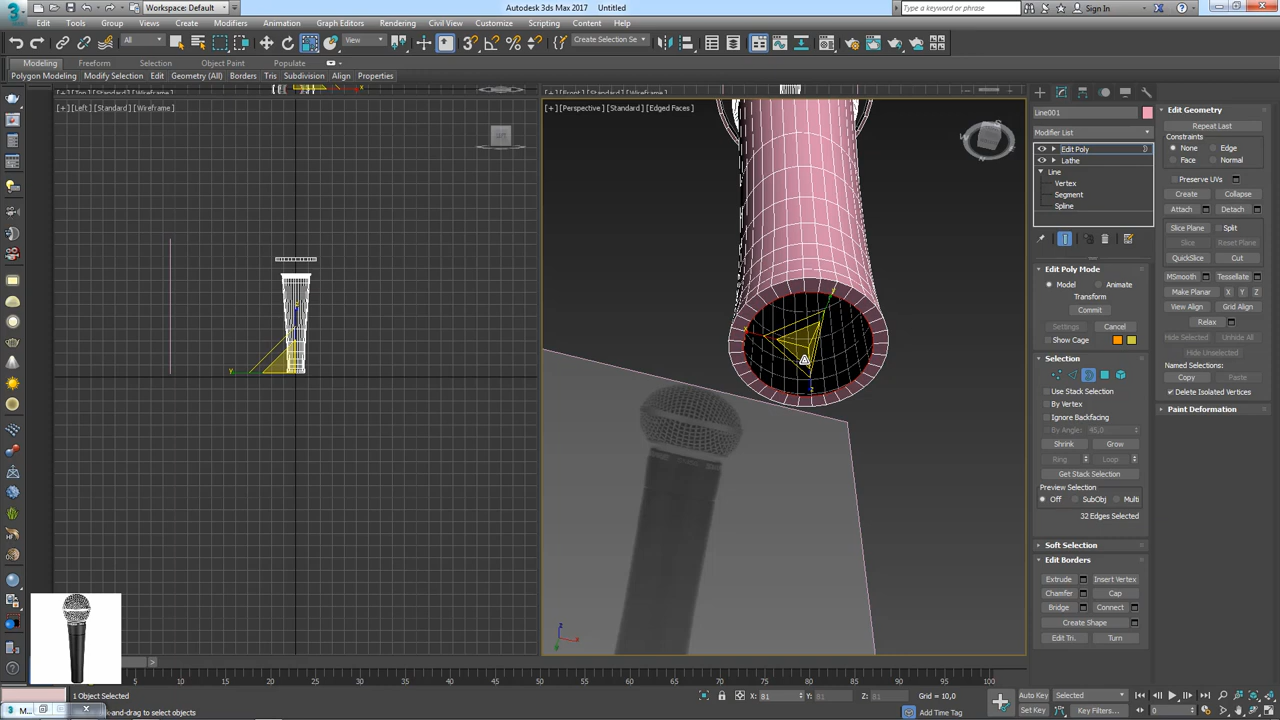 Workspace: Default
Autodesk 3ds Max 2017 Untitled
Type a keyword or phrase
Sign In
Edit Tools Group Views Create Modifiers Animation Graph Editors Rendering Civil View Customize Scripting Content Help
All
View
Create Selection Se
Modeling Freeform Selection Object Paint Populate
Polygon Modeling Modify Selection Edit Geometry (All) Borders Tris Subdivision Align Properties
[+] [Left] [Standard] [Wireframe]
[+] [Perspective] [Standard] [Edged Faces]
Line001
Modifier List
Edit Poly
Lathe
Line
Vertex
Segment
Spline
Edit Poly Mode
Model Animate
Transform
Commit
Settings Cancel
Show Cage
Selection
Use Stack Selection
By Vertex
Ignore Backfacing
By Angle: 45,0
Shrink Grow
Ring Loop
Get Stack Selection
Preview Selection
Off SubObj Multi
32 Edges Selected
Soft Selection
Edit Borders
Extrude Insert Vertex
Chamfer Cap
Bridge Connect
Create Shape
Edit Tri. Turn
Edit Geometry
Repeat Last
Constraints
None Edge
Face Normal
Preserve UVs
Create Collapse
Attach Detach
Slice Plane Split
Slice Reset Plane
QuickSlice Cut
MSmooth Tessellate
Make Planar X Y Z
View Align Grid Align
Relax
Hide Selected Unhide All
Hide Unselected
Named Selections:
Copy Paste
Delete Isolated Vertices
Paint Deformation
10 15 20 25 30 35 40 45 50 55 60 65 70 75 80 85 90 95 100
1 Object Selected
X: 81 Y: 81 Z: 81
Grid = 10,0
Add Time Tag
Auto Key Selected
Set Key Key Filters...
0
-and-drag to select objects